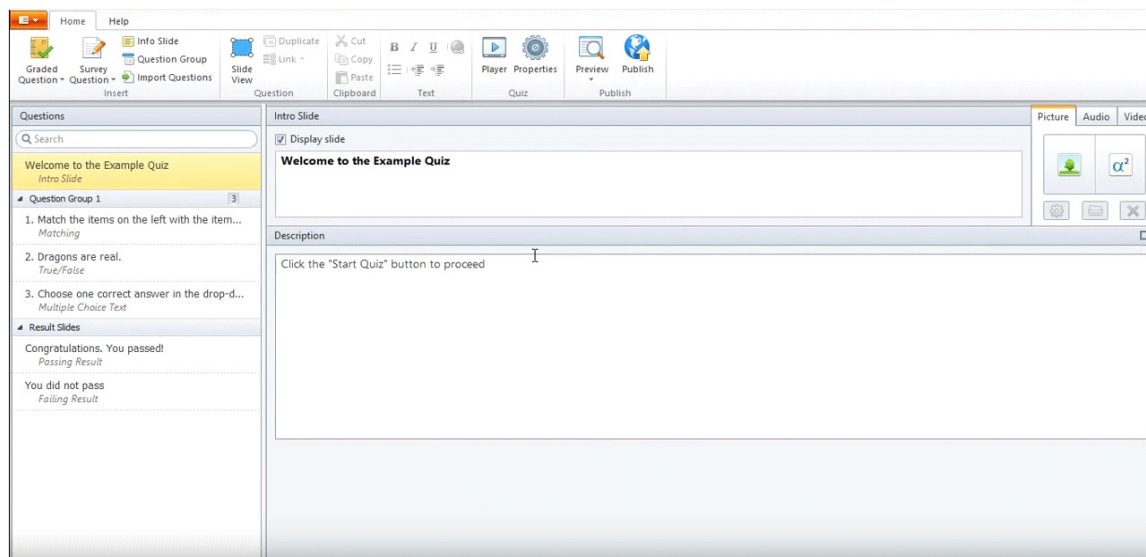 Home Help
Graded Question
Survey Question
Info Slide
Question Group
Import Questions
Insert
Slide View
Duplicate
Link
Question
Cut
Copy
Paste
Clipboard
B I U
Text
Player Properties
Quiz
Preview Publish
Publish
Questions
Search
Welcome to the Example Quiz
Intro Slide
Question Group 1 3
1. Match the items on the left with the item...
Matching
2. Dragons are real.
True/False
3. Choose one correct answer in the drop-d...
Multiple Choice Text
Result Slides
Congratulations. You passed!
Passing Result
You did not pass
Failing Result
Intro Slide
Display slide
Welcome to the Example Quiz
Description
Click the "Start Quiz" button to proceed
Picture Audio
α²